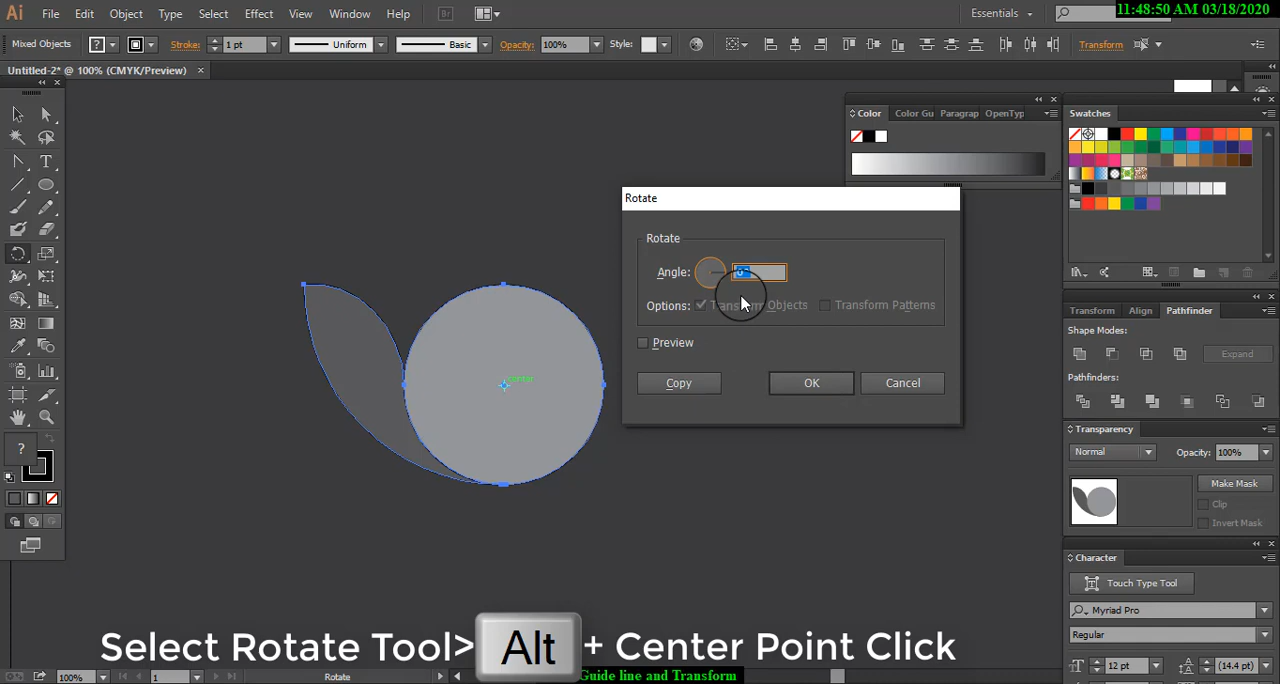 Ai File Edit Object Type Select Effect View Window Help Br Essentials 11:48:50 AM 03/18/2020
Mixed Objects ? Stroke: 1 pt Uniform Basic Opacity: 100% Style: Transform
Untitled-2* @ 100% (CMYK/Preview) ×
Color Color Gu Paragrap OpenTyp
Swatches
Rotate
Rotate
Angle:
Options: Objects Transform Patterns
Preview
Copy OK Cancel
center
Transform Align Pathfinder
Shape Modes:
Expand
Pathfinders:
Transparency
Normal Opacity: 100%
Make Mask
Clip
Invert Mask
Character
Touch Type Tool
Myriad Pro
Regular
12 pt (14.4 pt)
?
Select Rotate Tool> Alt + Center Point Click
100% 1 Rotate Guide line and Transform